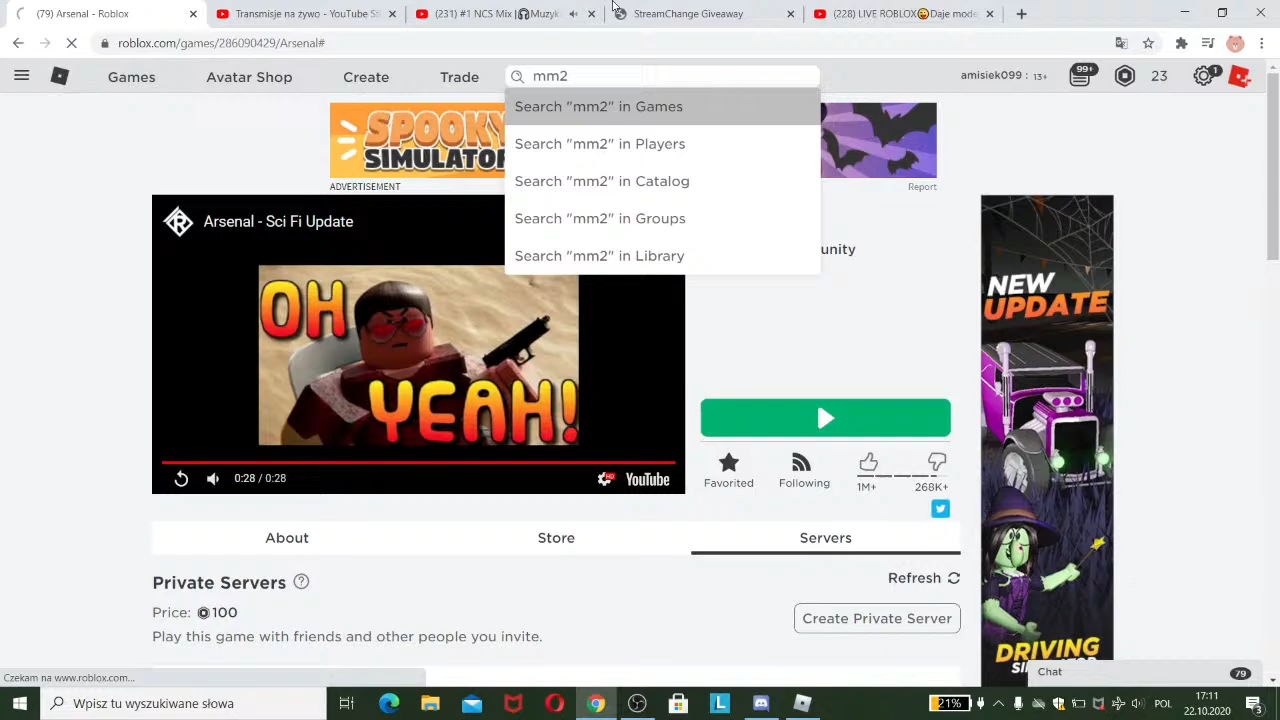 (79) Arsenal - Roblox
Transmisja na żywo - YouTube S
(231) #1 NCS Mix Muzyk
StreamChange Giveaway
(228) LIVE ROBLOX Daje mode
roblox.com/games/286090429/Arsenal#
Games
Avatar Shop
Create
Trade
mm2
amisiek099 : 13+
99+
23
1
Search "mm2" in Games
Search "mm2" in Players
Search "mm2" in Catalog
Search "mm2" in Groups
Search "mm2" in Library
SPOOKY
SIMULATOR
ADVERTISEMENT
Report
Arsenal - Sci Fi Update
unity
OH
YEAH!
0:28 / 0:28
HD
YouTube
NEW
UPDATE
Favorited
Following
1M+
268K+
About
Store
Servers
Private Servers
Refresh
Price: 100
Create Private Server
Play this game with friends and other people you invite.
DRIVING
Chat
79
Czekam na www.roblox.com...
Wpisz tu wyszukiwane słowa
21%
POL
17:11
22.10.2020
3